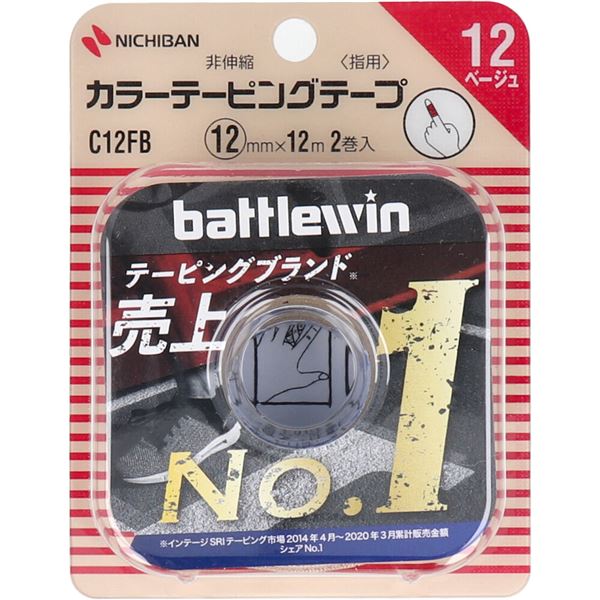 NICHIBAN
12
ベージュ
非伸縮 〈指用〉
カラーテーピングテープ
C12FB 12mm×12m 2巻入
battlewin
テーピングブランド※
売上
No.1
※インテージSRIテーピング市場2014年4月〜2020年3月累計販売金額
シェアNo.1